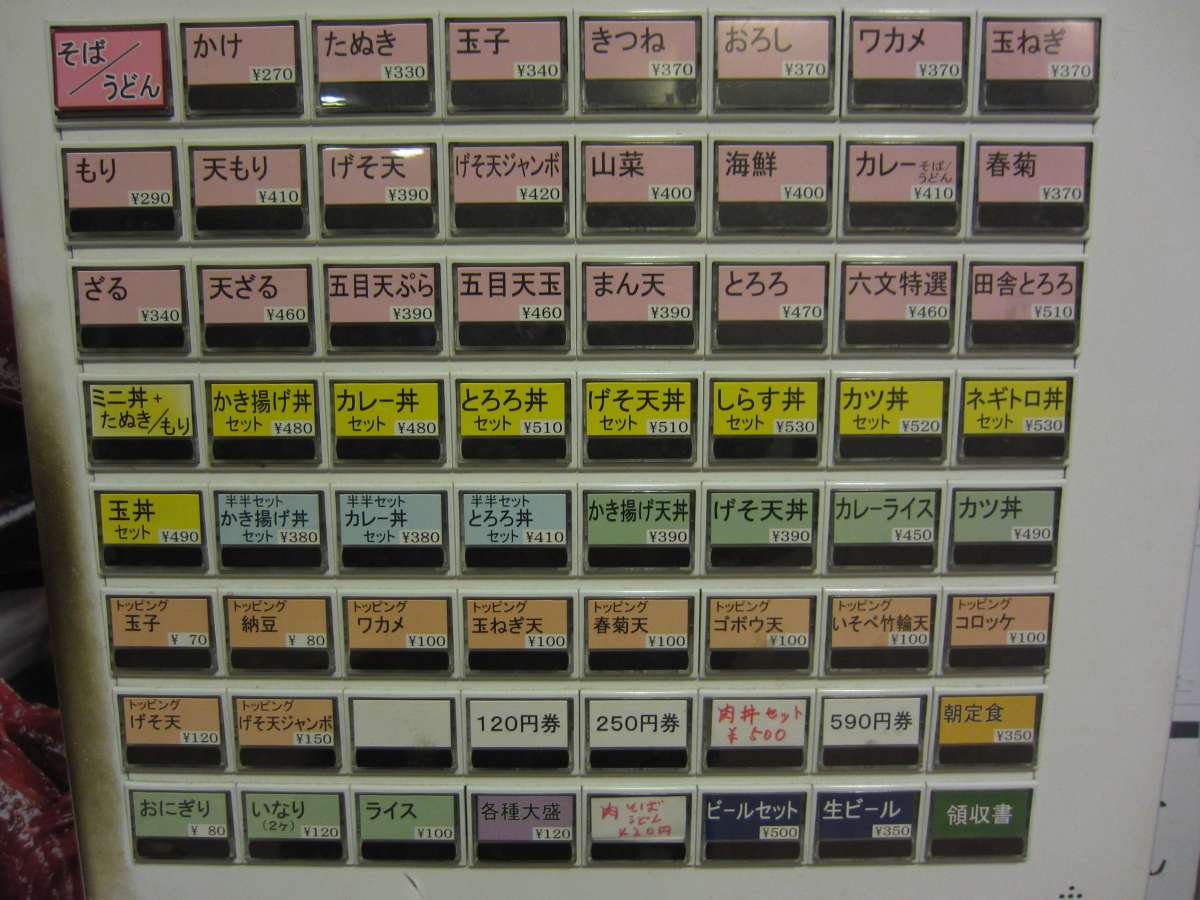 そば/うどん
かけ ¥270
たぬき ¥330
玉子 ¥340
きつね ¥370
おろし ¥370
ワカメ ¥370
玉ねぎ ¥370
もり ¥290
天もり ¥410
げそ天 ¥390
げそ天ジャンボ ¥420
山菜 ¥400
海鮮 ¥400
カレーそば/うどん ¥410
春菊 ¥370
ざる ¥340
天ざる ¥460
五目天ぷら ¥390
五目天玉 ¥460
まん天 ¥390
とろろ ¥470
六文特選 ¥460
田舎とろろ ¥510
ミニ丼+
たぬき/もり
かき揚げ丼
セット ¥480
カレー丼
セット ¥480
とろろ丼
セット ¥510
げそ天丼
セット ¥510
しらす丼
セット ¥530
カツ丼
セット ¥520
ネギトロ丼
セット ¥530
玉丼
セット ¥490
半半セット
かき揚げ丼
セット ¥380
半半セット
カレー丼
セット ¥380
半半セット
とろろ丼
セット ¥410
かき揚げ天丼 ¥390
げそ天丼 ¥390
カレーライス ¥450
カツ丼 ¥490
トッピング
玉子 ¥ 70
トッピング
納豆 ¥ 80
トッピング
ワカメ ¥100
トッピング
玉ねぎ天 ¥100
トッピング
春菊天 ¥100
トッピング
ゴボウ天 ¥100
トッピング
いそべ竹輪天 ¥100
トッピング
コロッケ ¥100
トッピング
げそ天 ¥120
トッピング
げそ天ジャンボ ¥150
120円券
250円券
肉丼セット
¥500
590円券
朝定食 ¥350
おにぎり ¥ 80
いなり
(2ヶ) ¥120
ライス ¥100
各種大盛 ¥120
肉 そば
うどん
ビールセット ¥500
生ビール ¥350
領収書